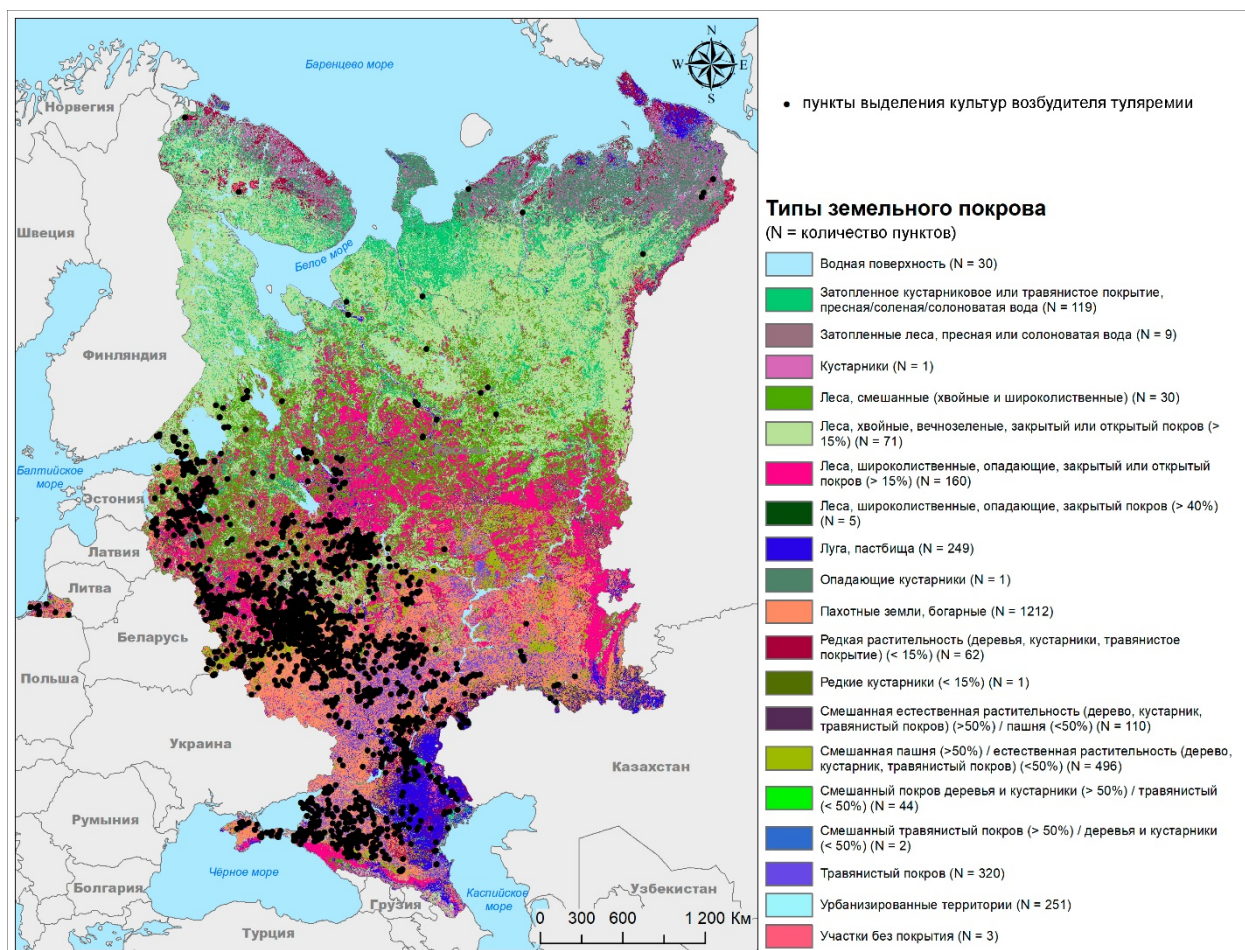 Баренцево море
N
W
E
S
Норвегия
Швеция
Белое море
Финляндия
Балтийское
море
Эстония
Латвия
Литва
Беларусь
Польша
Украина
Казахстан
Румыния
Болгария
Чёрное море
Каспийское
море
Узбекистан
Грузия
Турция
0 300 600 1 200 Км
пункты выделения культур возбудителя туляремии
Типы земельного покрова
(N = количество пунктов)
Водная поверхность (N = 30)
Затопленное кустарниковое или травянистое покрытие,
пресная/соленая/солоноватая вода (N = 119)
Затопленные леса, пресная или солоноватая вода (N = 9)
Кустарники (N = 1)
Леса, смешанные (хвойные и широколиственные) (N = 30)
Леса, хвойные, вечнозеленые, закрытый или открытый покров (>
15%) (N = 71)
Леса, широколиственные, опадающие, закрытый или открытый
покров (> 15%) (N = 160)
Леса, широколиственные, опадающие, закрытый покров (> 40%)
(N = 5)
Луга, пастбища (N = 249)
Опадающие кустарники (N = 1)
Пахотные земли, богарные (N = 1212)
Редкая растительность (деревья, кустарники, травянистое
покрытие) (< 15%) (N = 62)
Редкие кустарники (< 15%) (N = 1)
Смешанная естественная растительность (дерево, кустарник,
травянистый покров) (>50%) / пашня (<50%) (N = 110)
Смешанная пашня (>50%) / естественная растительность (дерево,
кустарник, травянистый покров) (<50%) (N = 496)
Смешанный покров деревья и кустарники (> 50%) / травянистый
(< 50%) (N = 44)
Смешанный травянистый покров (> 50%) / деревья и кустарники
(< 50%) (N = 2)
Травянистый покров (N = 320)
Урбанизированные территории (N = 251)
Участки без покрытия (N = 3)